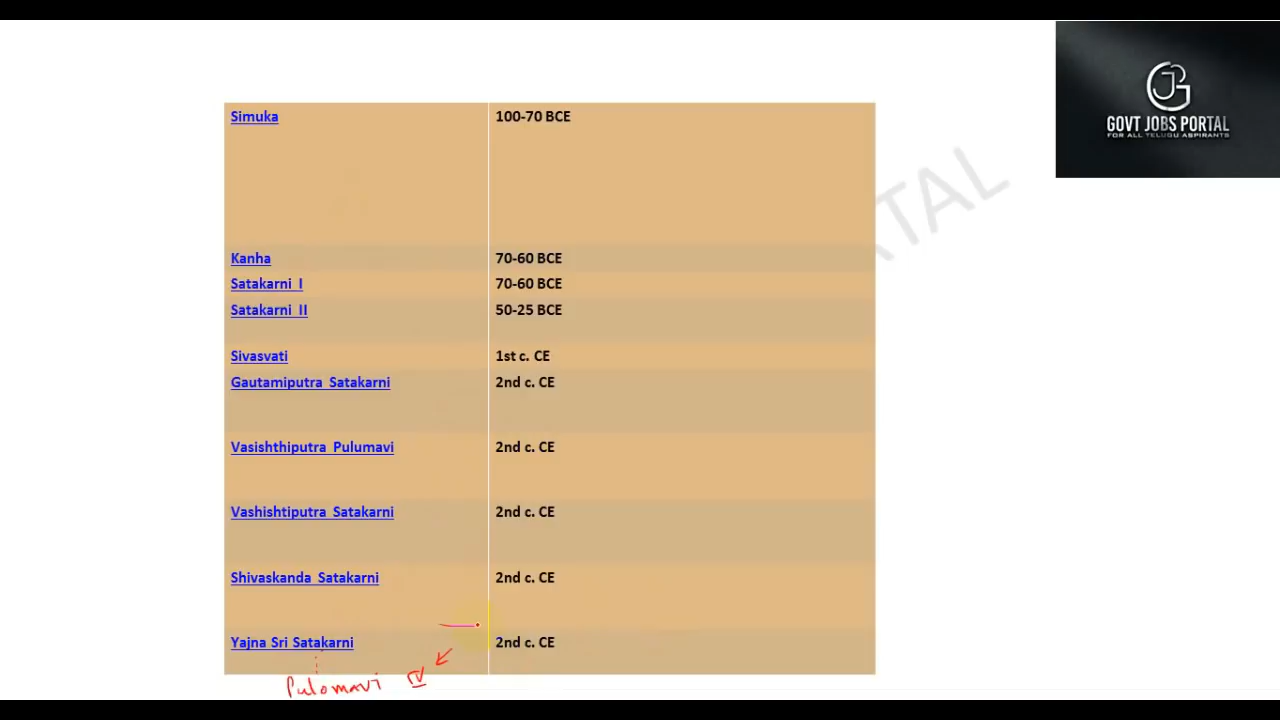 GOVT JOBS PORTAL
FOR ALL TELUGU ASPIRANTS
Simuka 100-70 BCE
TAL
Kanha 70-60 BCE
Satakarni I 70-60 BCE
Satakarni II 50-25 BCE
Sivasvati 1st c. CE
Gautamiputra Satakarni 2nd c. CE
Vasishthiputra Pulumavi 2nd c. CE
Vashishtiputra Satakarni 2nd c. CE
Shivaskanda Satakarni 2nd c. CE
Yajna Sri Satakarni 2nd c. CE
Pulomavi IV